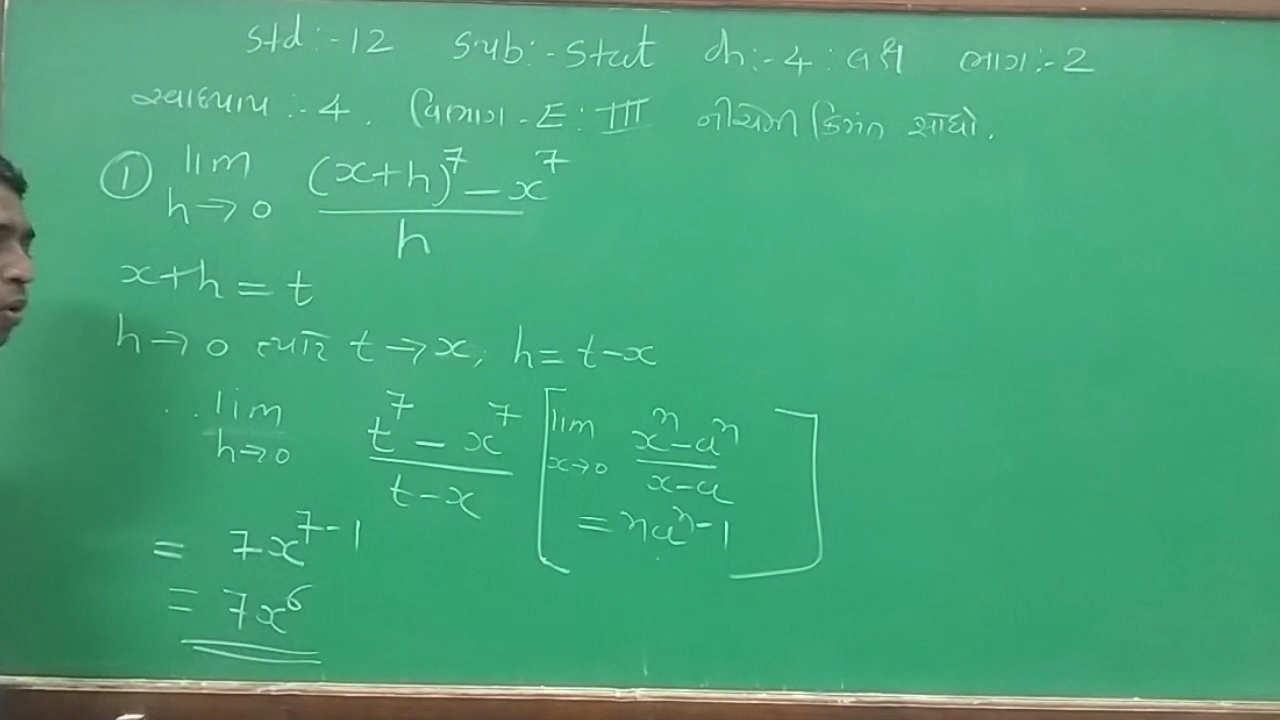 Std:-12 Sub:-Stat ch:-4: લક્ષ ભાગ:-2
સ્વાધ્યાય:-4. વિભાગ-E: III નીચેની કિંમત શોધો.
① lim h→0 (x+h)⁷-x⁷ / h
x+h=t
h→0 ત્યારે t→x, h=t-x
∴ lim h→0 t⁷-x⁷ / t-x [lim x→0 xⁿ-aⁿ / x-a = naⁿ⁻¹]
= 7x⁷⁻¹
= 7x⁶